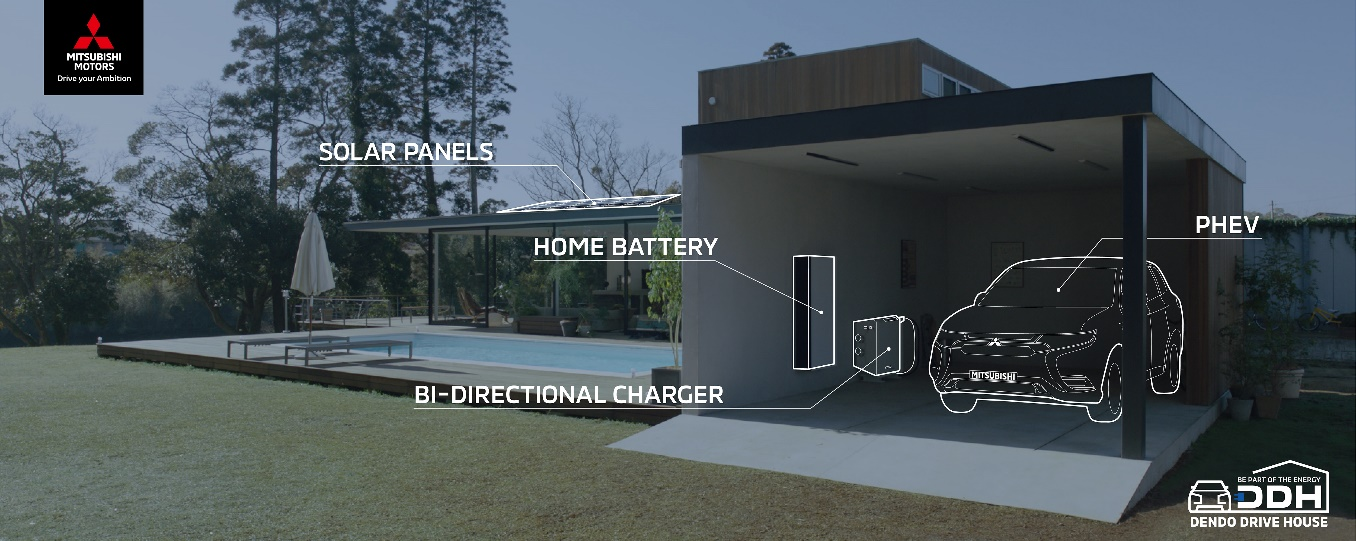 MITSUBISHI
MOTORS
Drive your Ambition
SOLAR PANELS
HOME BATTERY
PHEV
BI-DIRECTIONAL CHARGER
MITSUBISHI
BE PART OF THE ENERGY
DDH
DENDO DRIVE HOUSE